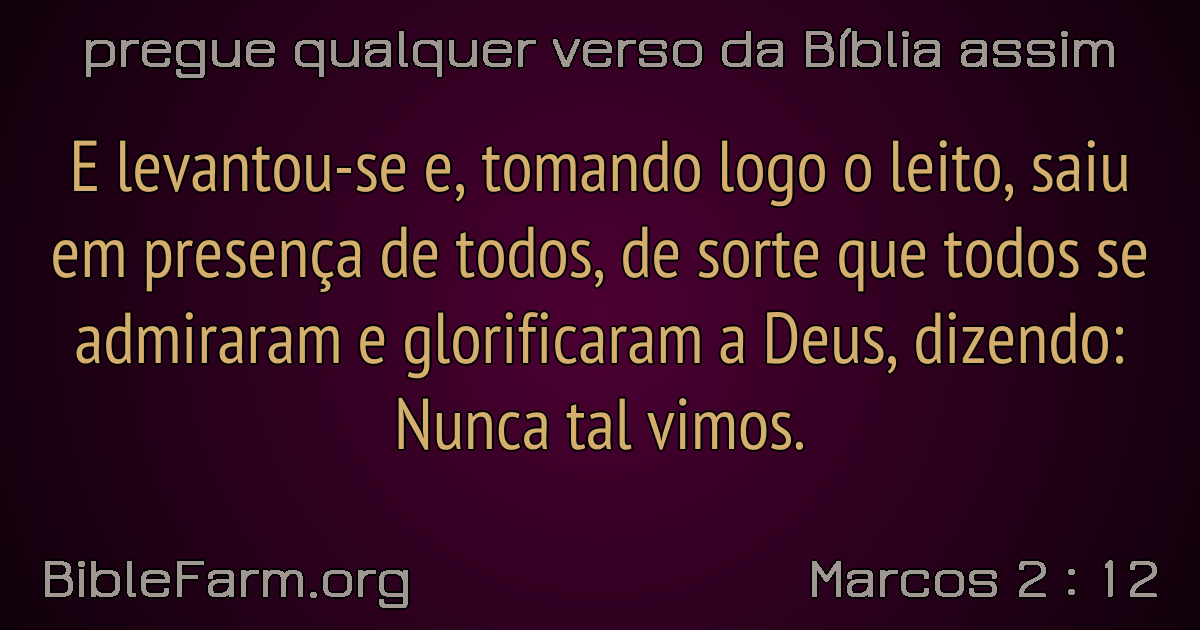 pregue qualquer verso da Bíblia assim
E levantou-se e, tomando logo o leito, saiu
em presença de todos, de sorte que todos se
admiraram e glorificaram a Deus, dizendo:
Nunca tal vimos.
BibleFarm.org
Marcos 2 : 12